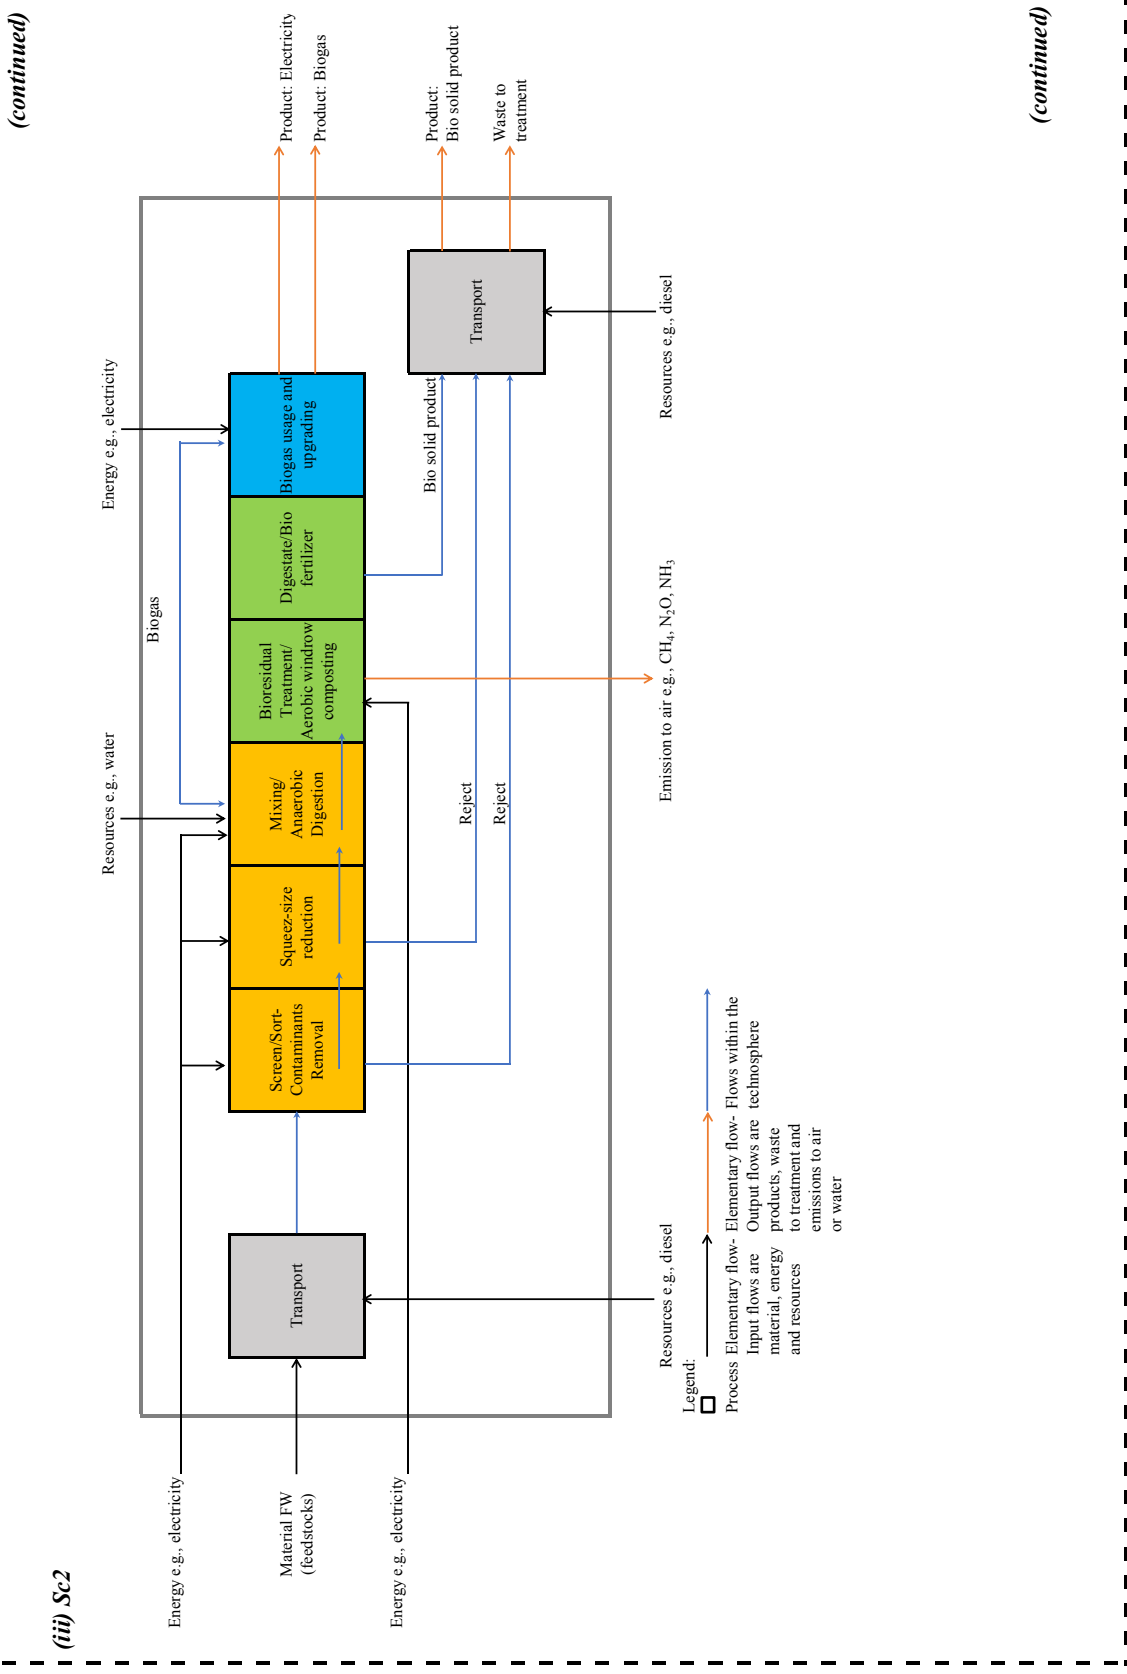 (continued)
(iii) Sc2
Energy e.g., electricity
Material FW
(feedstocks)
Energy e.g., electricity
Transport
Resources e.g., diesel
Screen/Sort-
Contaminants
Removal
Squeez-size
reduction
Resources e.g., water
Mixing/
Anaerobic
Digestion
Biogas
Bioresidual
Treatment/
Aerobic windrow
composting
Digestate/Bio
fertilizer
Energy e.g., electricity
Biogas usage and
upgrading
Product: Electricity
Product: Biogas
Bio solid product
Reject
Reject
Transport
Product:
Bio solid product
Waste to
treatment
Resources e.g., diesel
Emission to air e.g., CH₄, N₂O, NH₃
Legend:
Process
Elementary flow-
Input flows are
material, energy
and resources
Elementary flow-
Output flows are
products, waste
to treatment and
emissions to air
or water
Flows within the
technosphere
(continued)